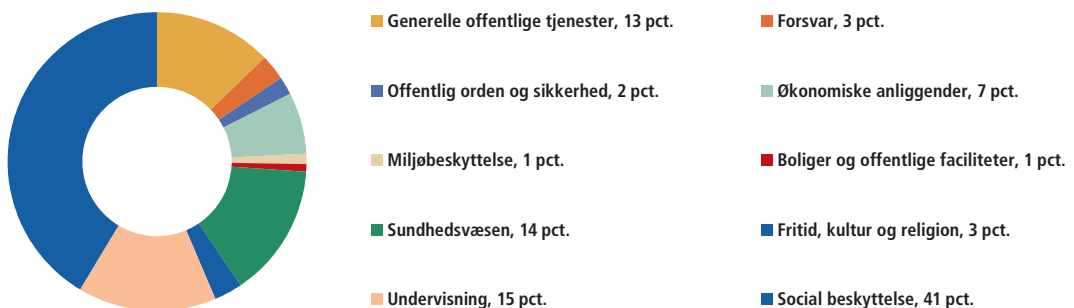 Generelle offentlige tjenester, 13 pct.
Forsvar, 3 pct.
Offentlig orden og sikkerhed, 2 pct.
Økonomiske anliggender, 7 pct.
Miljøbeskyttelse, 1 pct.
Boliger og offentlige faciliteter, 1 pct.
Sundhedsvæsen, 14 pct.
Fritid, kultur og religion, 3 pct.
Undervisning, 15 pct.
Social beskyttelse, 41 pct.